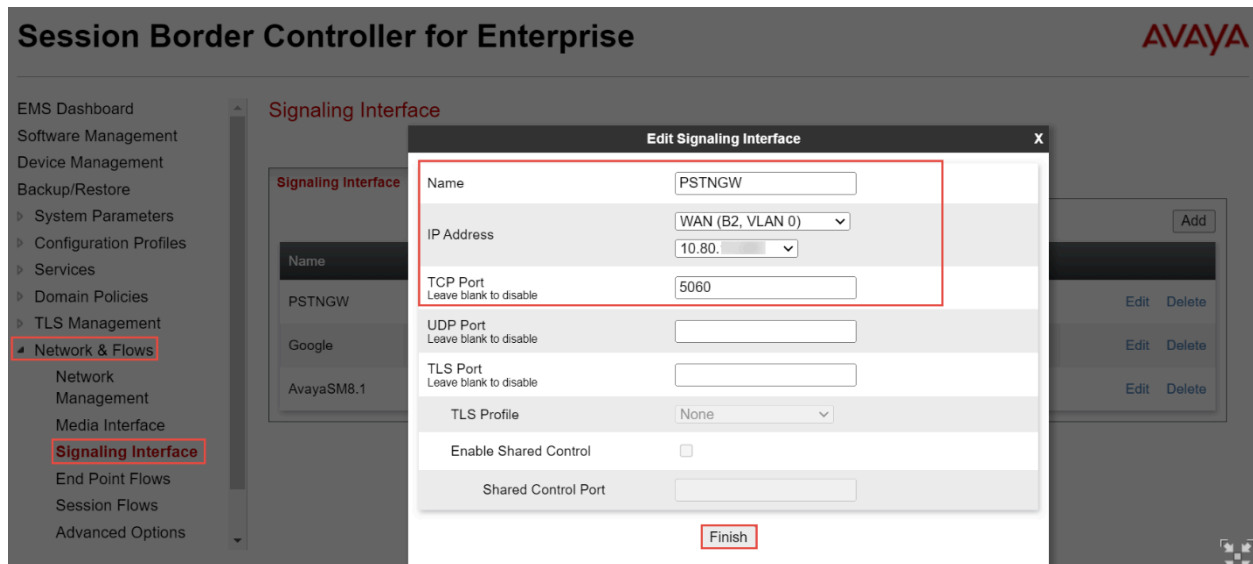 Session Border Controller for Enterprise
AVAYA
EMS Dashboard
Software Management
Device Management
Backup/Restore
System Parameters
Configuration Profiles
Services
Domain Policies
TLS Management
Network & Flows
Network
Management
Media Interface
Signaling Interface
End Point Flows
Session Flows
Advanced Options
Signaling Interface
Signaling Interface
Add
Name
PSTNGW Edit Delete
Google Edit Delete
AvayaSM8.1 Edit Delete
Edit Signaling Interface X
Name PSTNGW
IP Address WAN (B2, VLAN 0)
10.80.
TCP Port 5060
Leave blank to disable
UDP Port
Leave blank to disable
TLS Port
Leave blank to disable
TLS Profile None
Enable Shared Control
Shared Control Port
Finish